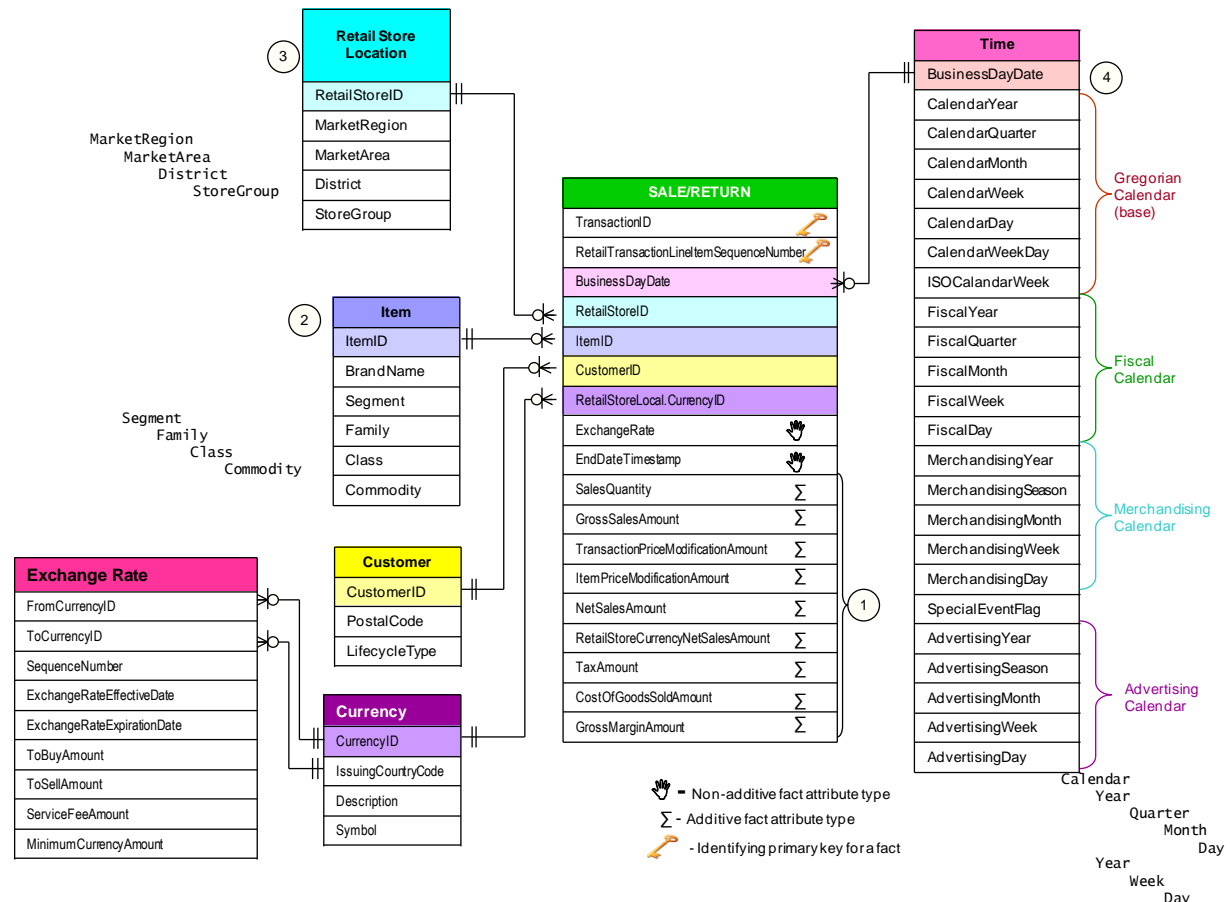 Retail Store
Location
3
RetailStoreID
MarketRegion
MarketArea
District
StoreGroup
MarketRegion
MarketArea
District
StoreGroup
Item
2
ItemID
BrandName
Segment
Family
Class
Commodity
Segment
Family
Class
Commodity
Customer
CustomerID
PostalCode
LifecycleType
Exchange Rate
FromCurrencyID
ToCurrencyID
SequenceNumber
ExchangeRateEffectiveDate
ExchangeRateExpirationDate
ToBuyAmount
ToSellAmount
ServiceFeeAmount
MinimumCurrencyAmount
Currency
CurrencyID
IssuingCountryCode
Description
Symbol
SALE/RETURN
TransactionID
RetailTransactionLineItemSequenceNumber
BusinessDayDate
RetailStoreID
ItemID
CustomerID
RetailStoreLocal.CurrencyID
ExchangeRate
EndDateTimestamp
SalesQuantity Σ
GrossSalesAmount Σ
TransactionPriceModificationAmount Σ
ItemPriceModificationAmount Σ
NetSalesAmount Σ
RetailStoreCurrencyNetSalesAmount Σ
TaxAmount Σ
CostOfGoodsSoldAmount Σ
GrossMarginAmount Σ
1
- Non-additive fact attribute type
Σ - Additive fact attribute type
- Identifying primary key for a fact
Time
BusinessDayDate
4
CalendarYear
CalendarQuarter
CalendarMonth
CalendarWeek
CalendarDay
CalendarWeekDay
ISOCalandarWeek
Gregorian
Calendar
(base)
FiscalYear
FiscalQuarter
FiscalMonth
FiscalWeek
FiscalDay
Fiscal
Calendar
MerchandisingYear
MerchandisingSeason
MerchandisingMonth
MerchandisingWeek
MerchandisingDay
Merchandising
Calendar
SpecialEventFlag
AdvertisingYear
AdvertisingSeason
AdvertisingMonth
AdvertisingWeek
AdvertisingDay
Advertising
Calendar
Calendar
Year
Quarter
Month
Day
Year
Week
Day